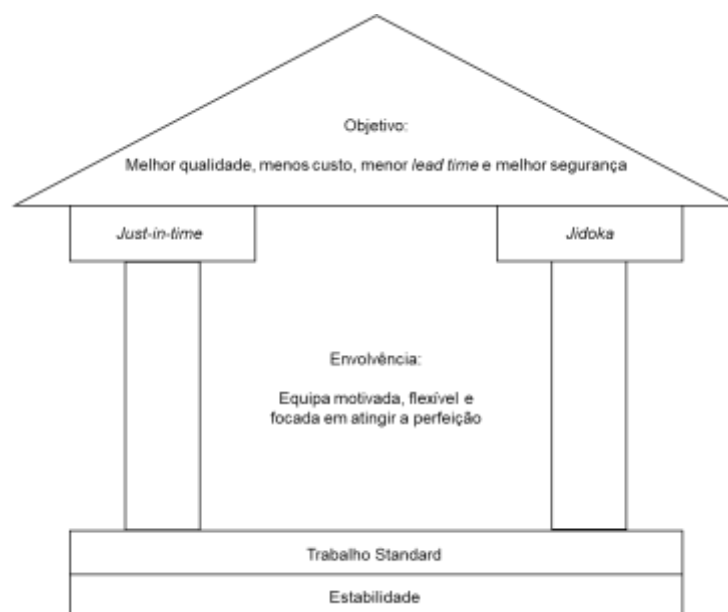 Objetivo:
Melhor qualidade, menos custo, menor lead time e melhor segurança
Just-in-time
Jidoka
Envolvência:
Equipa motivada, flexível e
focada em atingir a perfeição
Trabalho Standard
Estabilidade